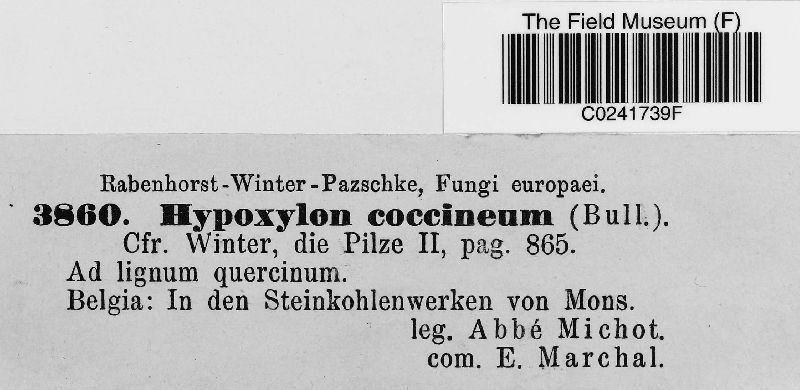 The Field Museum (F)
C0241739F
Rabenhorst-Winter-Pazschke, Fungi europaei.
3860. Hypoxylon coccineum (Bull.).
Cfr. Winter, die Pilze II, pag. 865.
Ad lignum quercinum.
Belgia: In den Steinkohlenwerken von Mons.
leg. Abbé Michot.
com. E. Marchal.